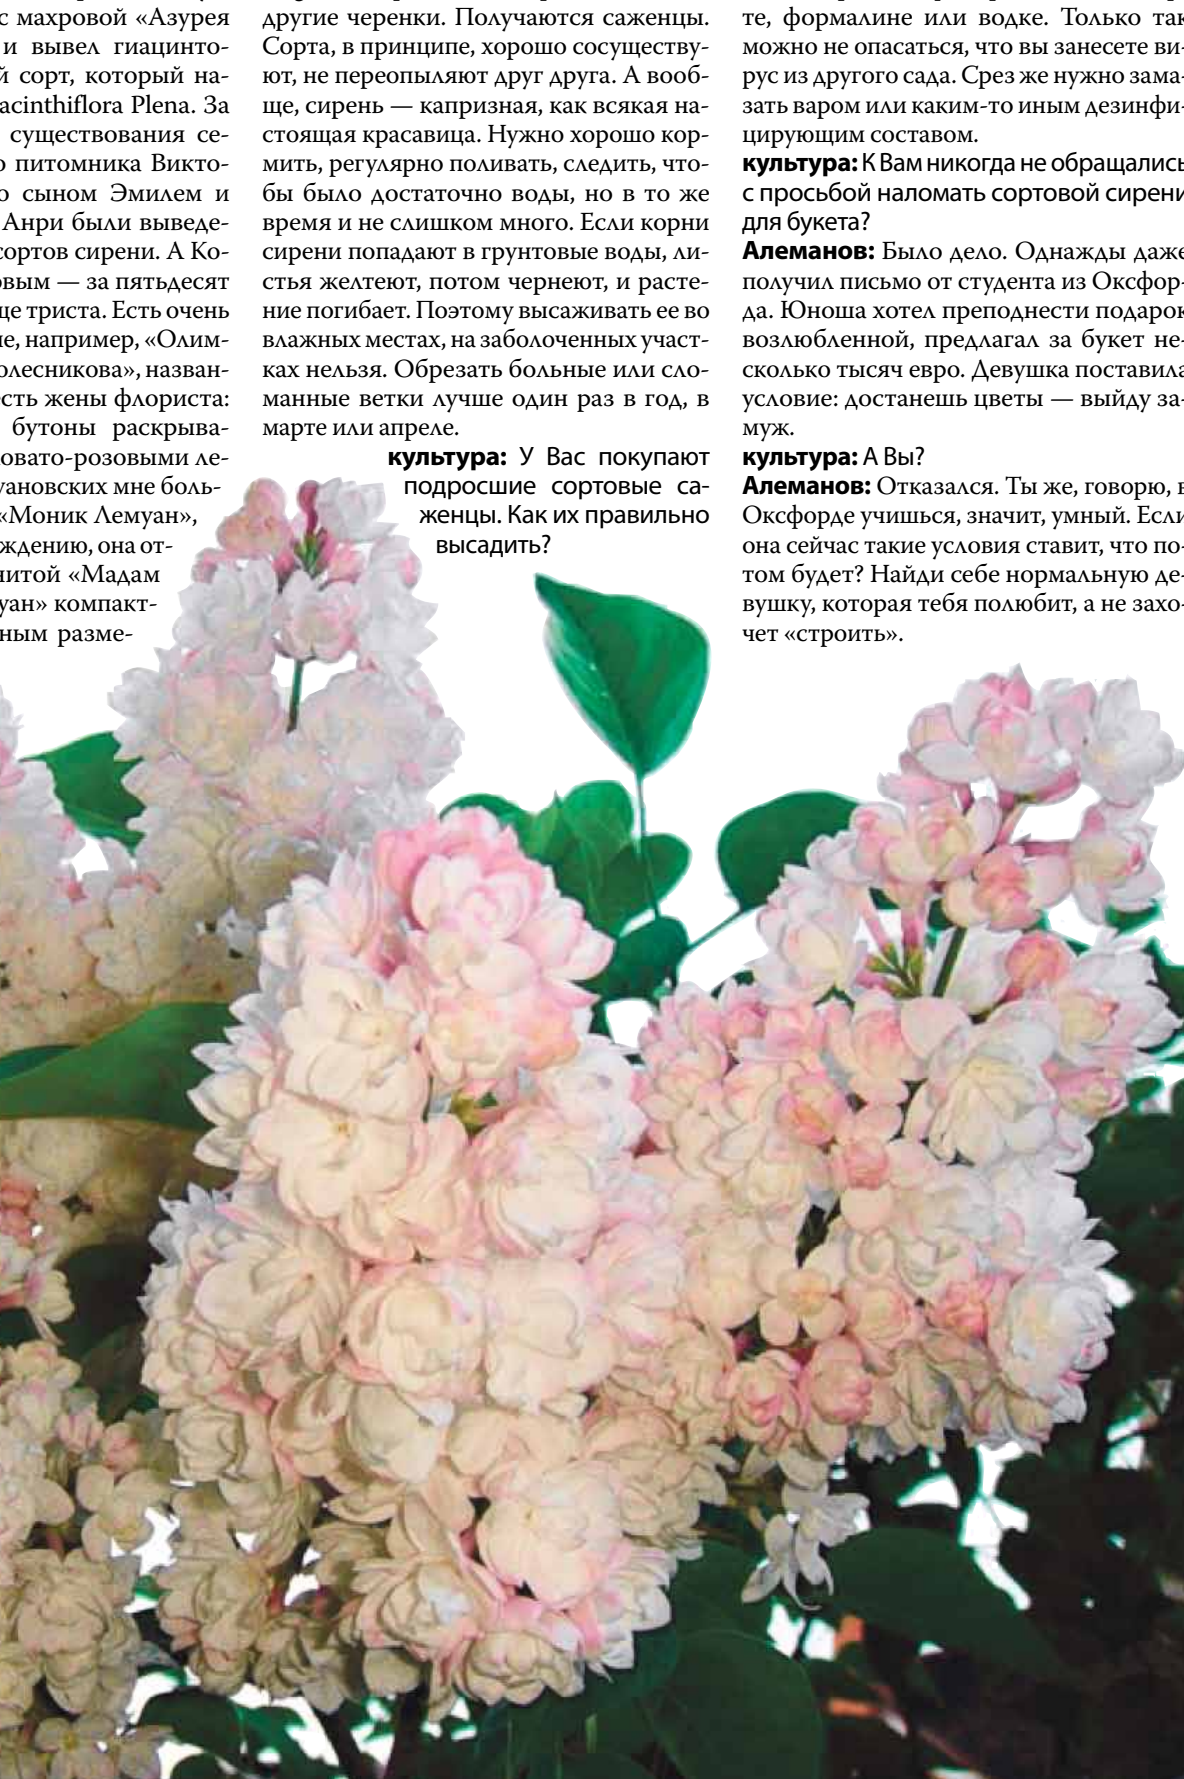 с махровой «Азурея
и вывел гиацинто-
й сорт, который на-
acinthiflora Plena. За
существования се-
о питомника Викто-
о сыном Эмилем и
Анри были выведе-
сортов сирени. А Ко-
овым — за пятьдесят
ще триста. Есть очень
ие, например, «Олим-
олесникова», назван-
есть жены флориста:
бутоны раскрыва-
овато-розовыми ле-
уановских мне боль-
«Моник Лемуан»,
ждению, она от-
нитой «Мадам
уан» компакт-
ным разме-
другие черенки. Получаются саженцы.
Сорта, в принципе, хорошо сосуществу-
ют, не переопыляют друг друга. А вооб-
ще, сирень — капризная, как всякая на-
стоящая красавица. Нужно хорошо кор-
мить, регулярно поливать, следить, что-
бы было достаточно воды, но в то же
время и не слишком много. Если корни
сирени попадают в грунтовые воды, ли-
стья желтеют, потом чернеют, и расте-
ние погибает. Поэтому высаживать ее во
влажных местах, на заболоченных участ-
ках нельзя. Обрезать больные или сло-
манные ветки лучше один раз в год, в
марте или апреле.
культура: У Вас покупают
подросшие сортовые са-
женцы. Как их правильно
высадить?
те, формалине или водке. Только так
можно не опасаться, что вы занесете ви-
рус из другого сада. Срез же нужно зама-
зать варом или каким-то иным дезинфи-
цирующим составом.
культура: К Вам никогда не обращались
с просьбой наломать сортовой сирени
для букета?
Алеманов: Было дело. Однажды даже
получил письмо от студента из Оксфор-
да. Юноша хотел преподнести подарок
возлюбленной, предлагал за букет не-
сколько тысяч евро. Девушка поставила
условие: достанешь цветы — выйду за-
муж.
культура: А Вы?
Алеманов: Отказался. Ты же, говорю, в
Оксфорде учишься, значит, умный. Если
она сейчас такие условия ставит, что по-
том будет? Найди себе нормальную де-
вушку, которая тебя полюбит, а не захо-
чет «строить».